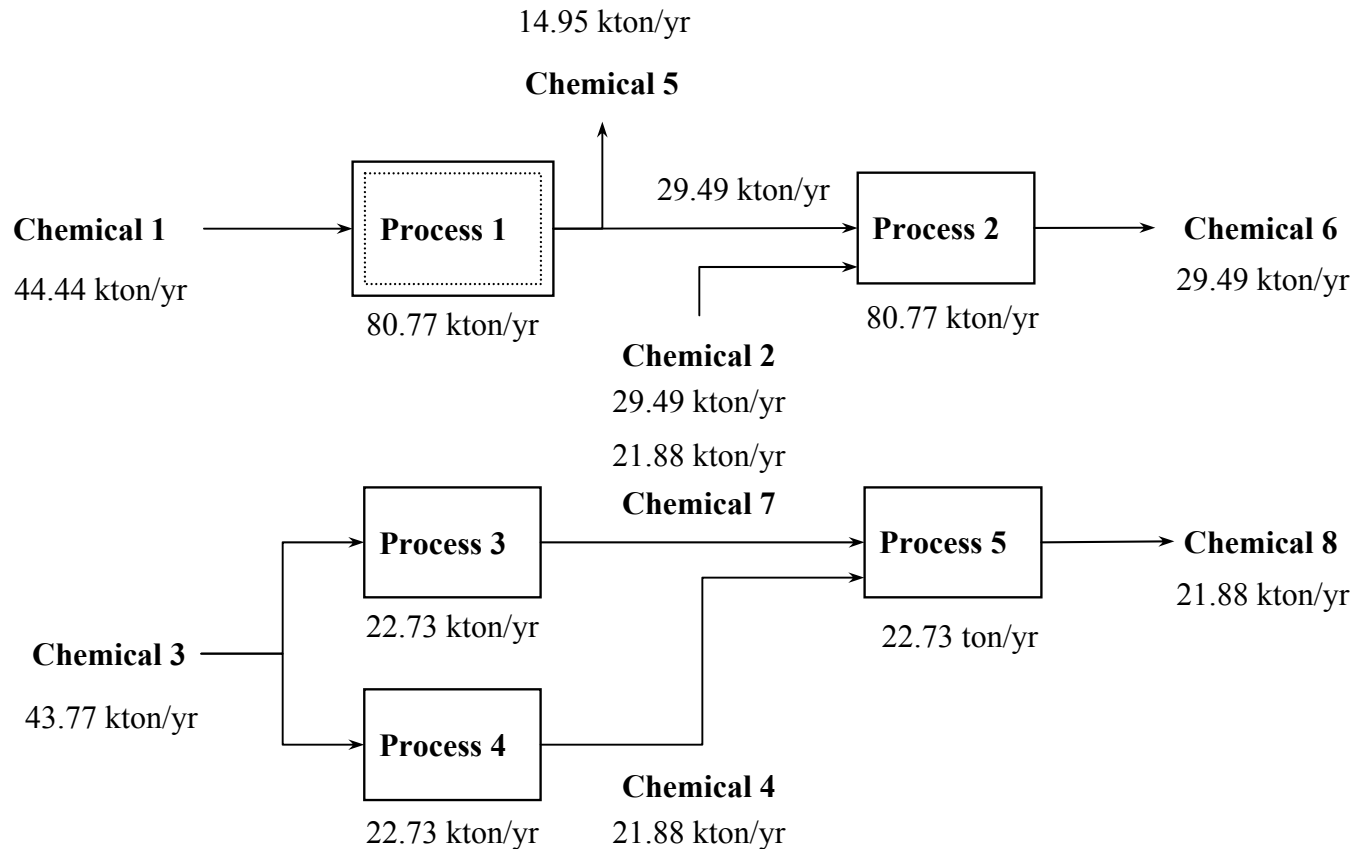 14.95 kton/yr
Chemical 5
29.49 kton/yr
Chemical 1
Process 1
Process 2
Chemical 6
44.44 kton/yr
29.49 kton/yr
80.77 kton/yr
80.77 kton/yr
Chemical 2
29.49 kton/yr
21.88 kton/yr
Chemical 7
Process 3
Process 5
Chemical 8
21.88 kton/yr
22.73 kton/yr
22.73 ton/yr
Chemical 3
43.77 kton/yr
Process 4
Chemical 4
22.73 kton/yr
21.88 kton/yr